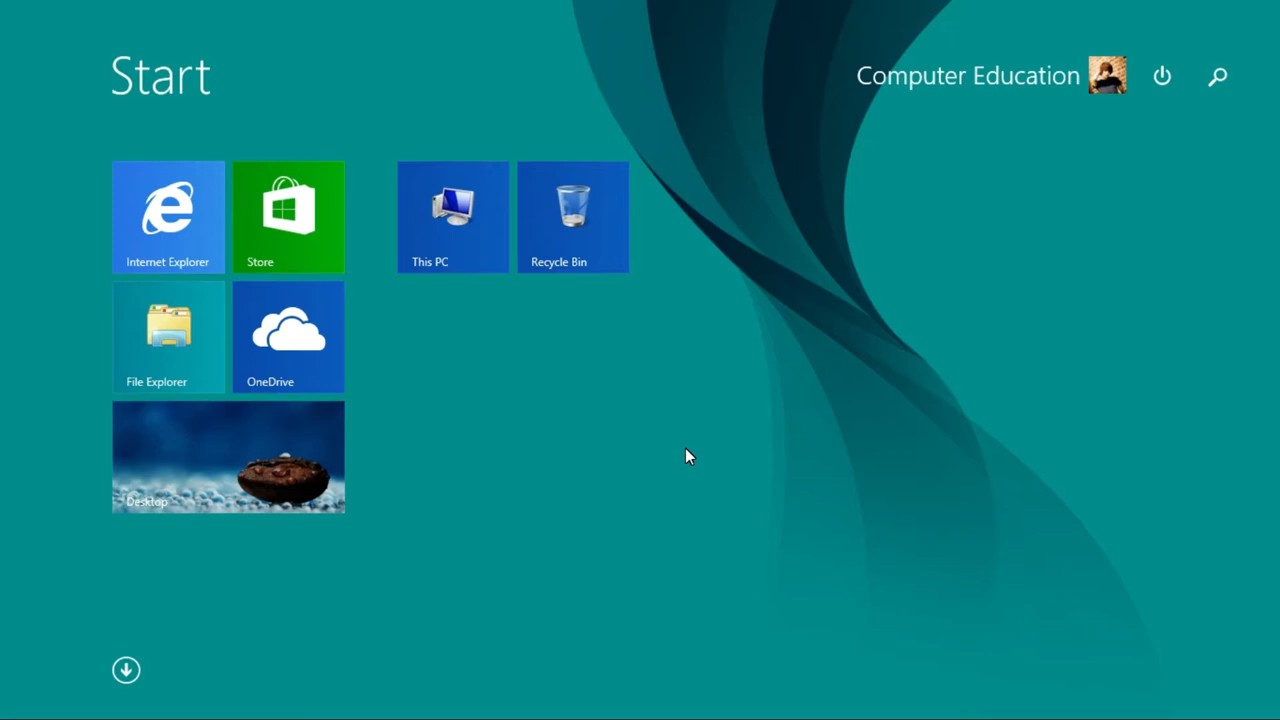 Start
Computer Education
Internet Explorer
Store
This PC
Recycle Bin
File Explorer
OneDrive
Desktop